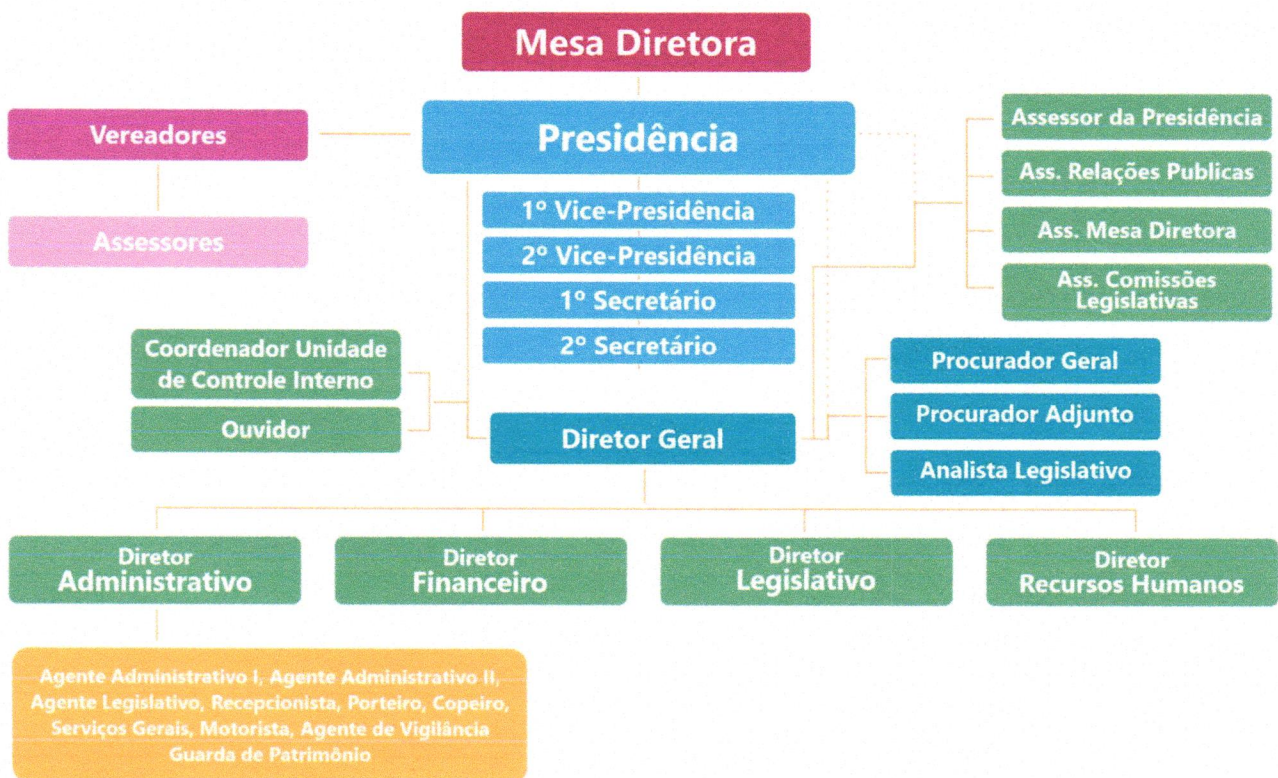 Mesa Diretora
Presidência
Vereadores
Assessores
1º Vice-Presidência
2º Vice-Presidência
1º Secretário
2º Secretário
Assessor da Presidência
Ass. Relações Publicas
Ass. Mesa Diretora
Ass. Comissões
Legislativas
Coordenador Unidade
de Controle Interno
Ouvidor
Diretor Geral
Procurador Geral
Procurador Adjunto
Analista Legislativo
Diretor
Administrativo
Diretor
Financeiro
Diretor
Legislativo
Diretor
Recursos Humanos
Agente Administrativo I, Agente Administrativo II,
Agente Legislativo, Recepcionista, Porteiro, Copeiro,
Serviços Gerais, Motorista, Agente de Vigilância
Guarda de Patrimônio